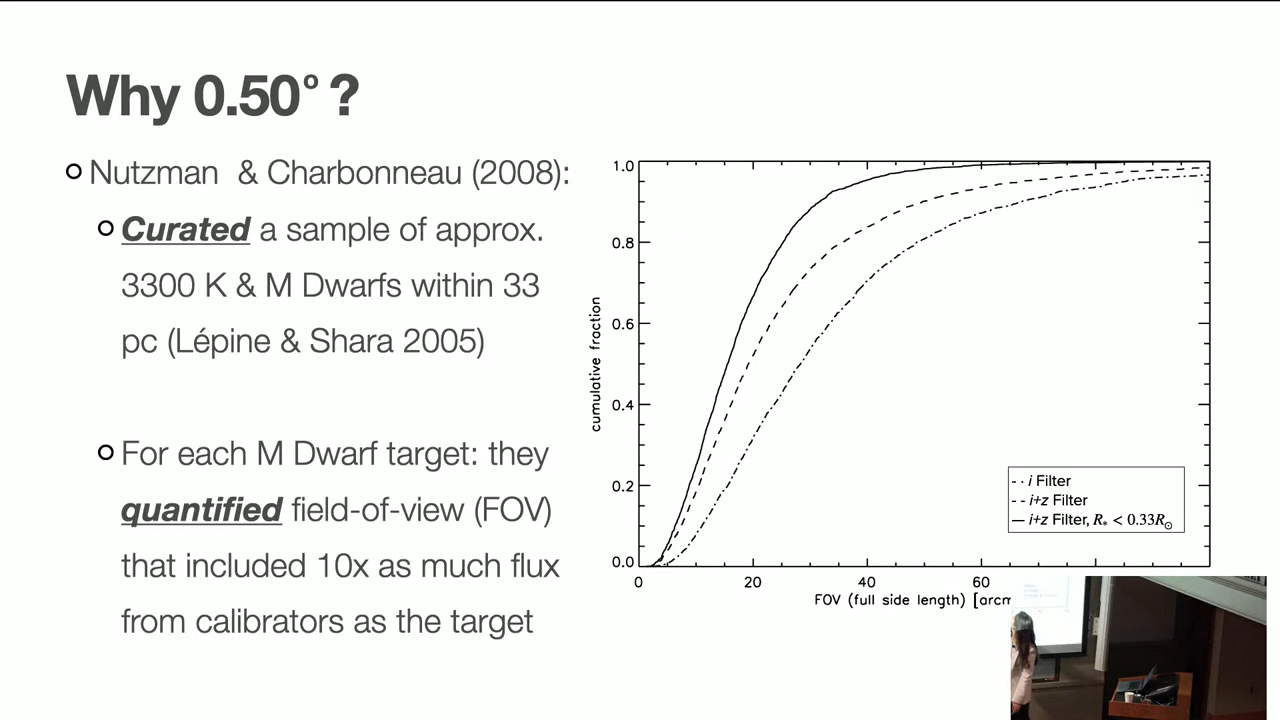 Why 0.50° ?
Nutzman & Charbonneau (2008):
Curated a sample of approx.
3300 K & M Dwarfs within 33
pc (Lépine & Shara 2005)
For each M Dwarf target: they
quantified field-of-view (FOV)
that included 10x as much flux
from calibrators as the target
cumulative fraction
1.0
0.8
0.6
0.4
0.2
0.0
0 20 40 60
FOV (full side length) [arcm
i Filter
i+z Filter
i+z Filter, R* < 0.33R☉